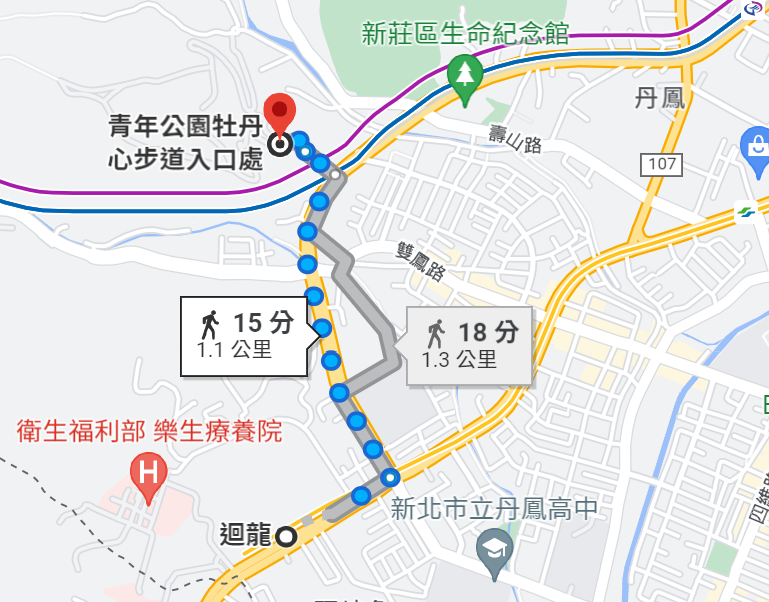 新莊區生命紀念館
丹鳳
青年公園牡丹
心步道入口處
壽山路
107
雙鳳路
15 分
1.1 公里
18 分
1.3 公里
衛生福利部 樂生療養院
H
新北市立丹鳳高中
四維路
迴龍